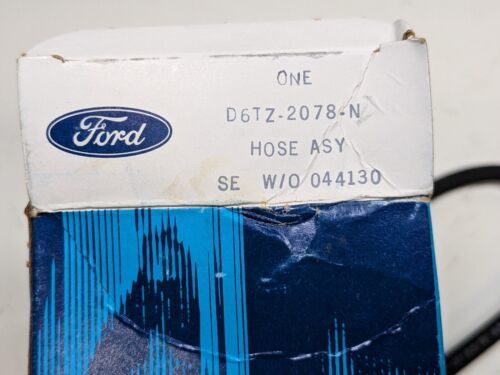 ONE
Ford
D6TZ-2078-N
HOSE ASY
SE W/O 044130